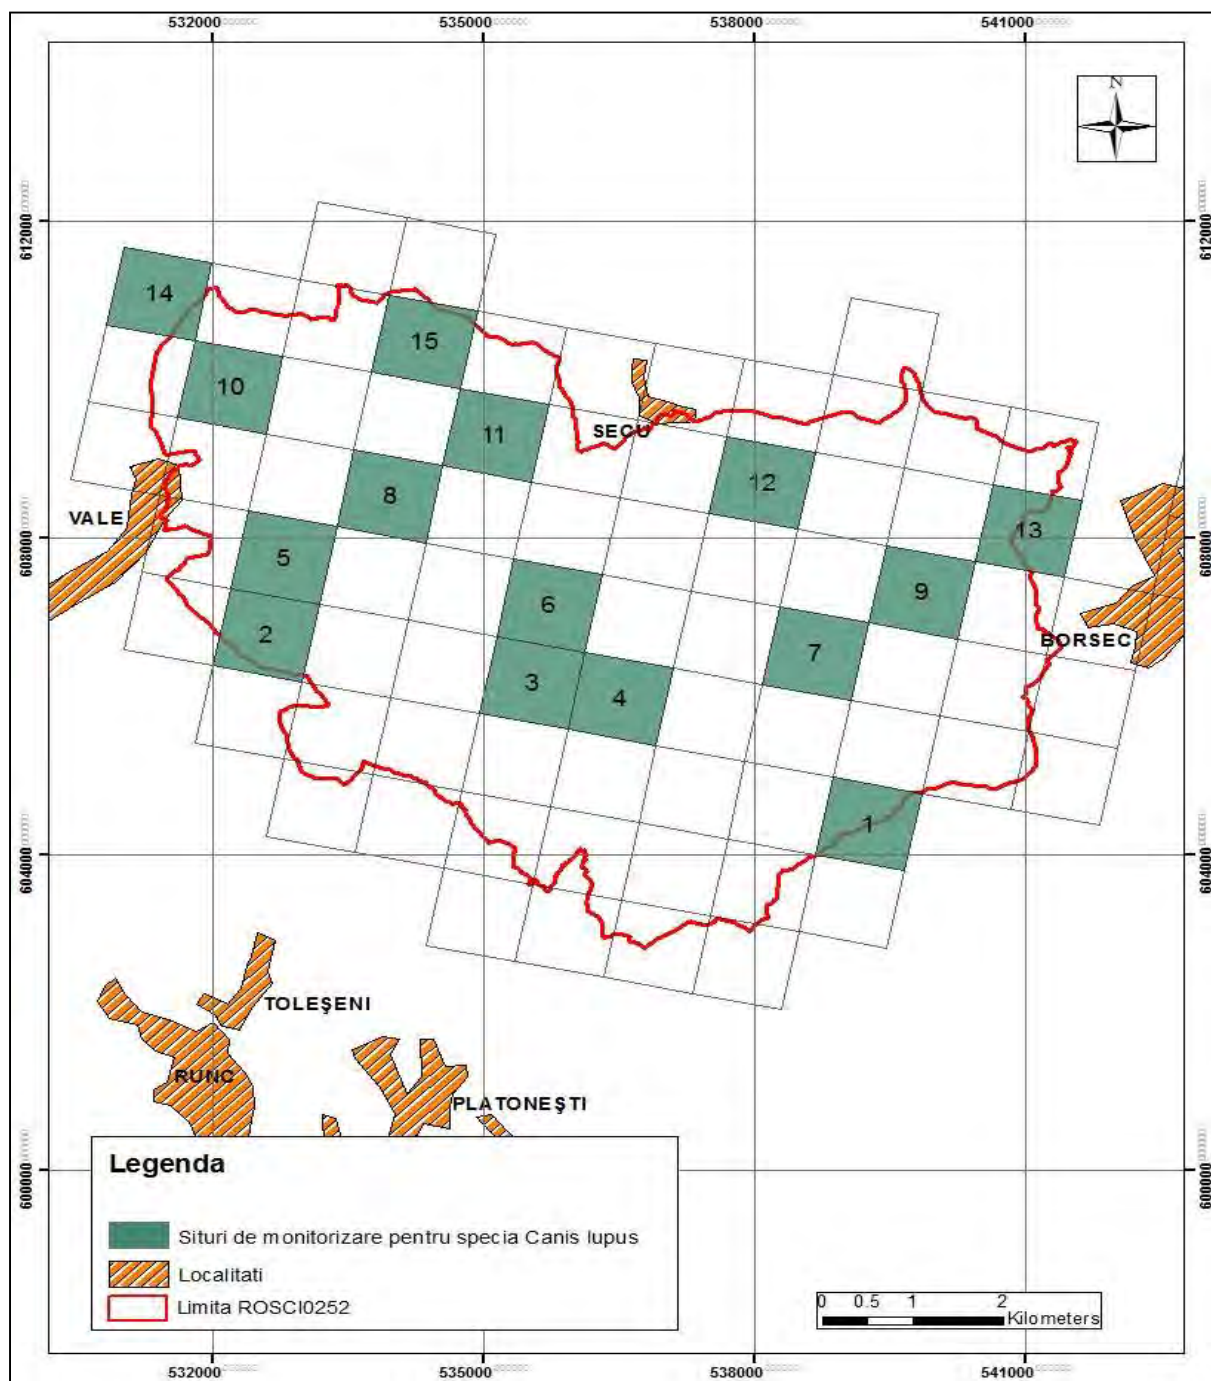 532000 535000 538000 541000
N
612000 612000
14
15
10
11
SECU
12
8
VALE
13
608000 608000
5
9
6
2
BORSEC
7
3
4
1
604000 604000
TOLEŞENI
RUNC
PLATONEŞTI
Legenda
600000 600000
Situri de monitorizare pentru specia Canis lupus
Localitati
Limita ROSCI0252
0 0.5 1 2
Kilometers
532000 535000 538000 541000